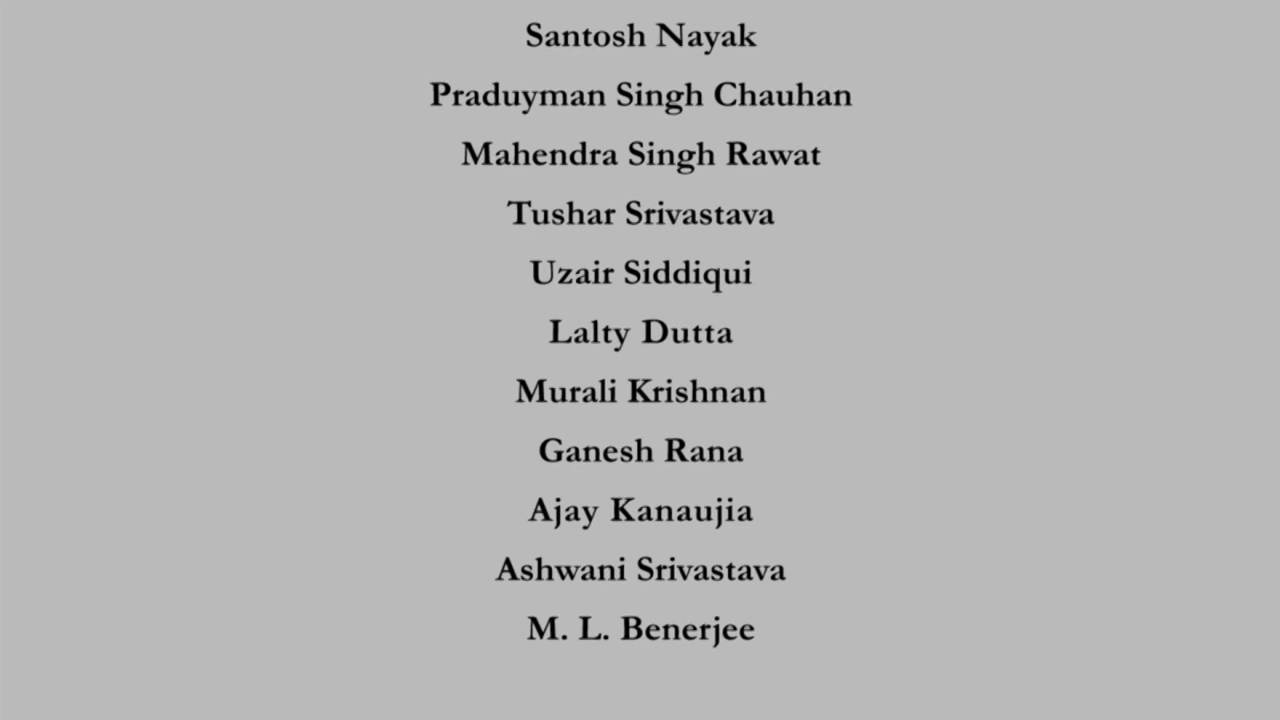 Santosh Nayak
Praduyman Singh Chauhan
Mahendra Singh Rawat
Tushar Srivastava
Uzair Siddiqui
Lalty Dutta
Murali Krishnan
Ganesh Rana
Ajay Kanaujia
Ashwani Srivastava
M. L. Benerjee